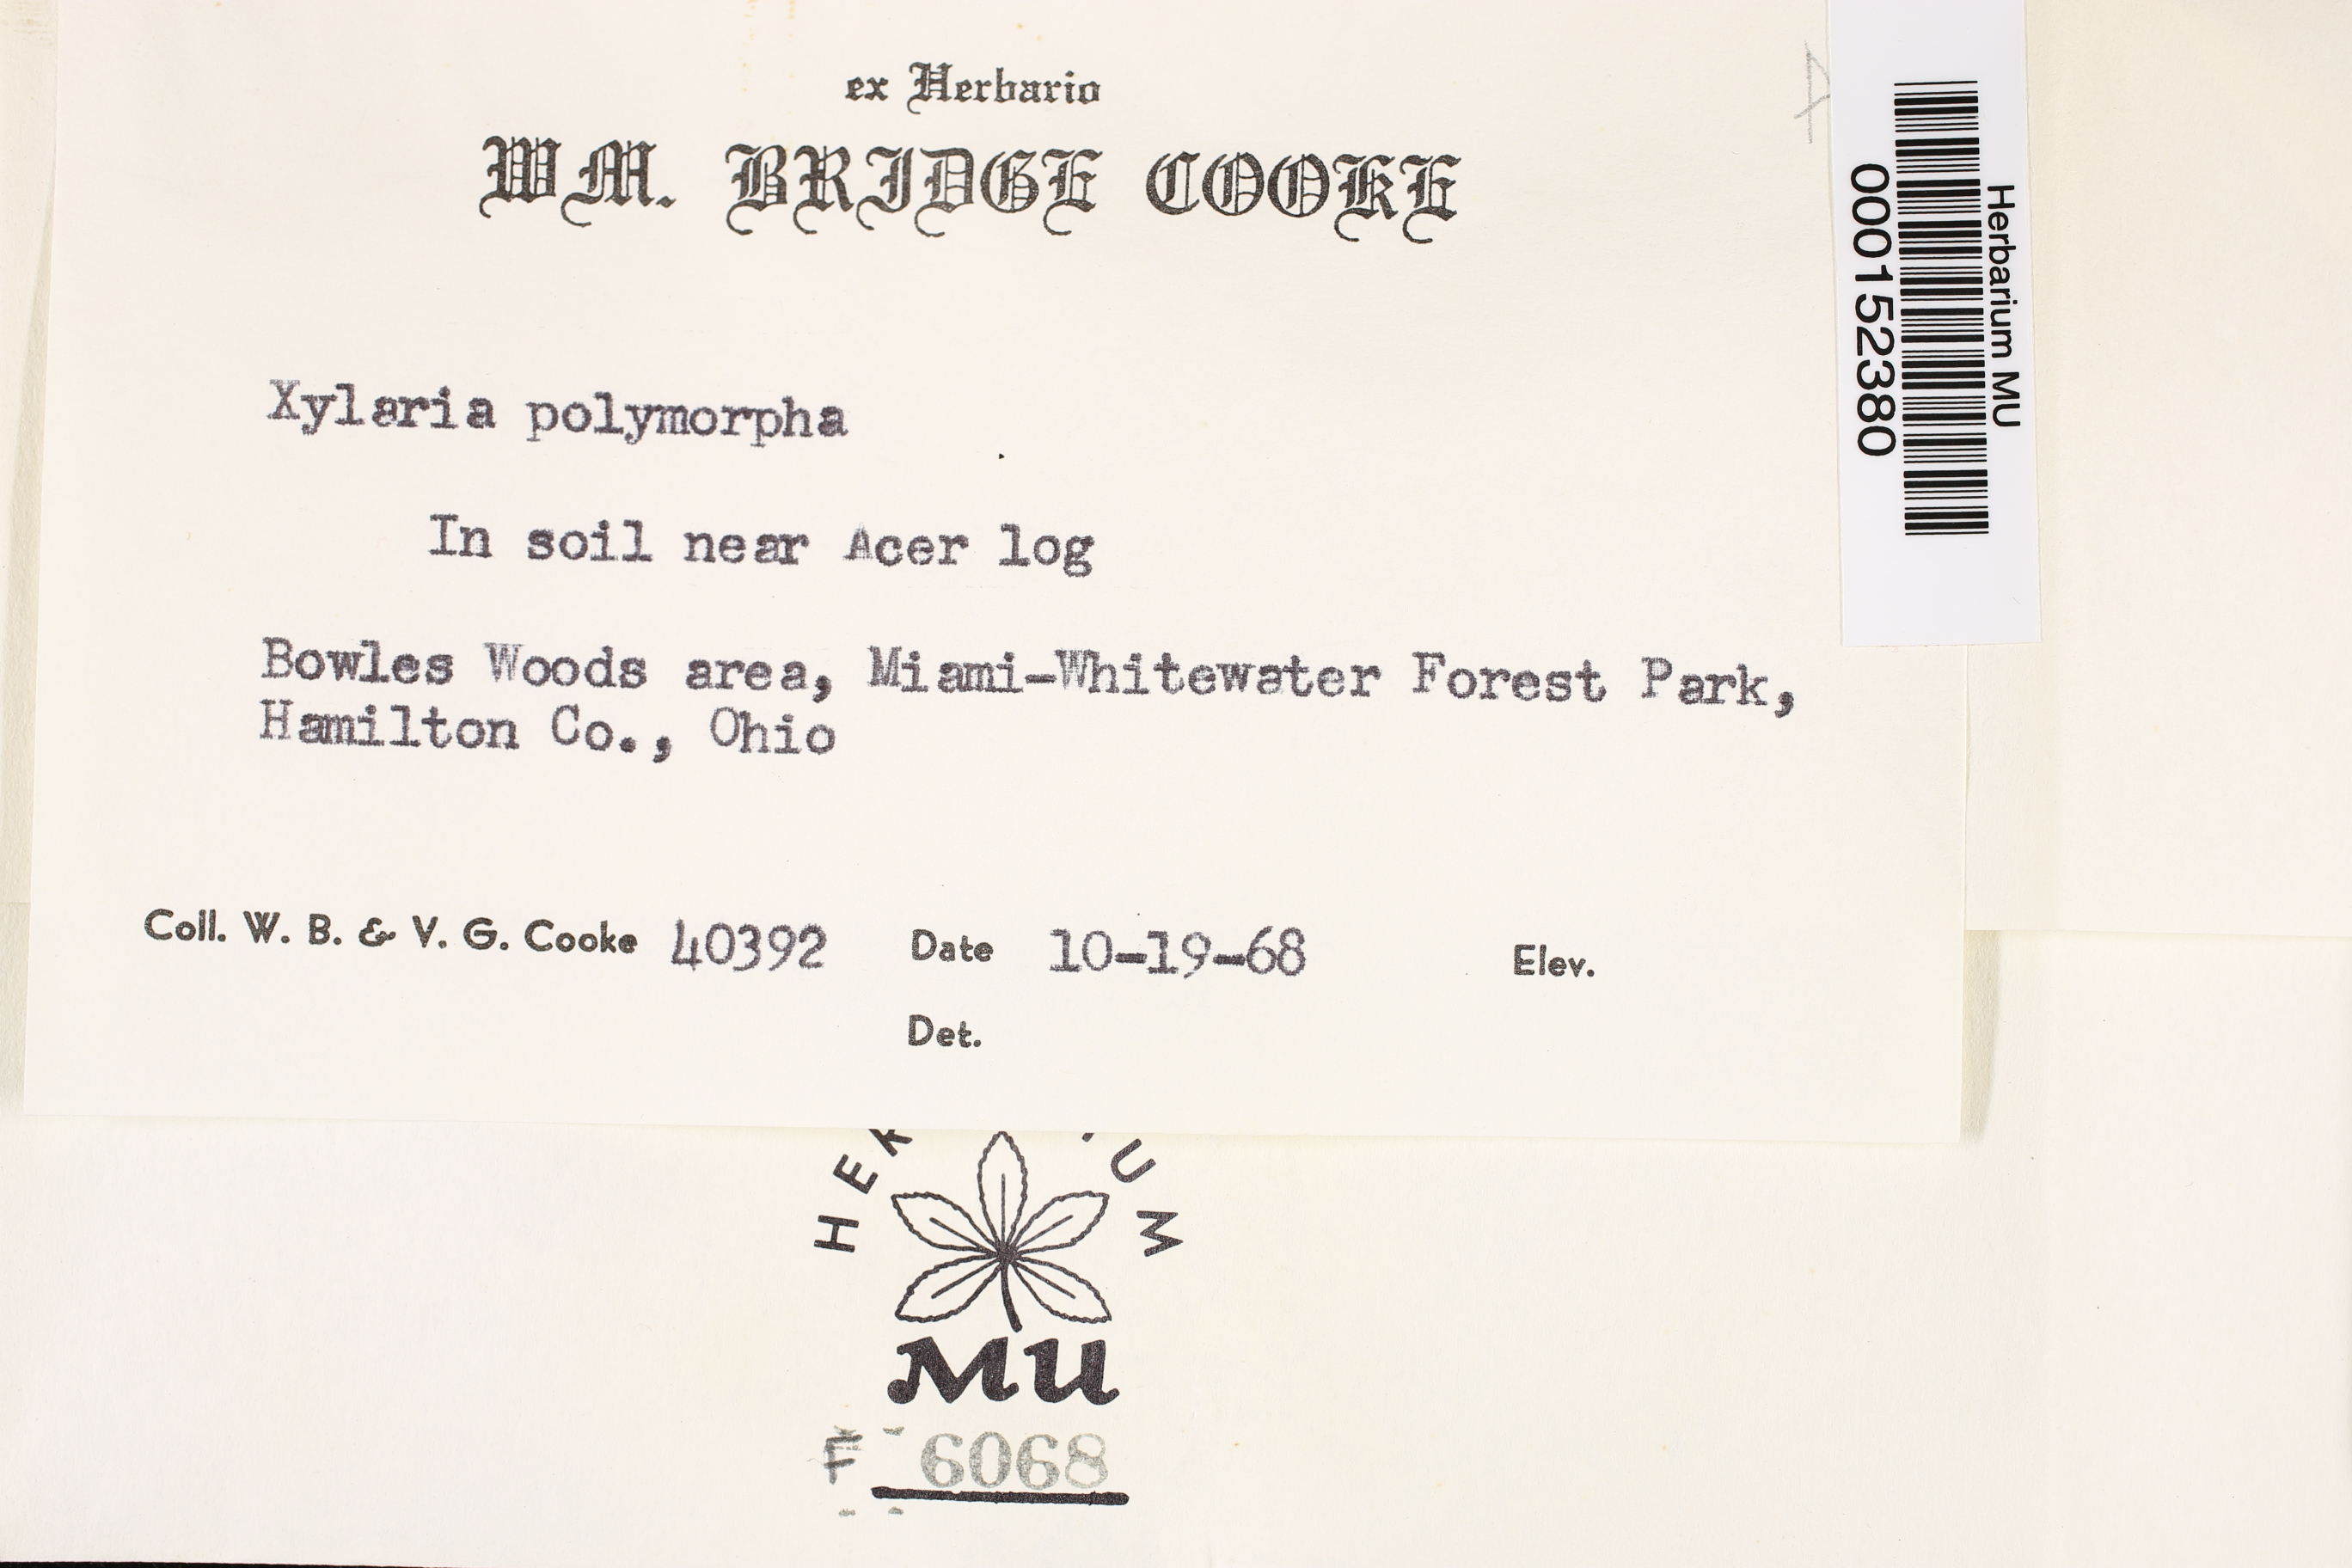 ex Herbario
WM. BRIDGE COOKE
Xylaria polymorpha
In soil near Acer log
Bowles Woods area, Miami-Whitewater Forest Park,
Hamilton Co., Ohio
Coll. W. B. & V. G. Cooke 40392 Date 10-19-68 Elev.
Det.
MU
F 6068
Herbarium MU
000152380